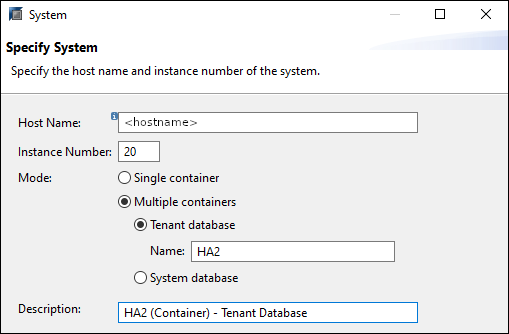 System
Specify System
Specify the host name and instance number of the system.
Host Name: <hostname>
Instance Number: 20
Mode: Single container
Multiple containers
Tenant database
Name: HA2
System database
Description: HA2 (Container) - Tenant Database